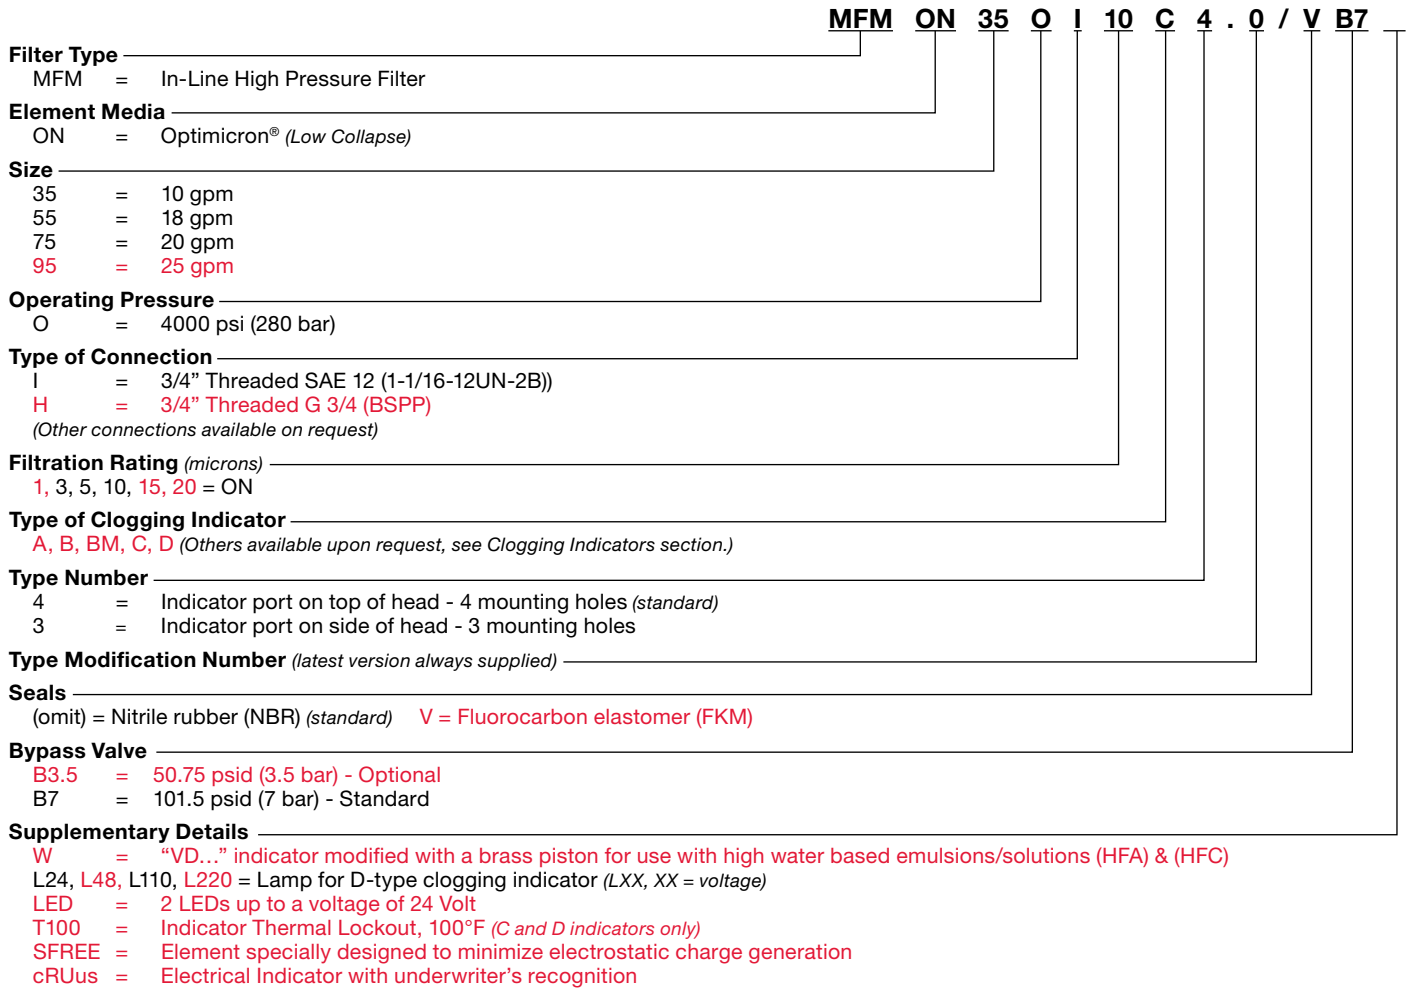 MFM ON 35 O I 10 C 4 . 0 / V B7
Filter Type
MFM = In-Line High Pressure Filter
Element Media
ON = Optimicron® (Low Collapse)
Size
35 = 10 gpm
55 = 18 gpm
75 = 20 gpm
95 = 25 gpm
Operating Pressure
O = 4000 psi (280 bar)
Type of Connection
I = 3/4” Threaded SAE 12 (1-1/16-12UN-2B))
H = 3/4” Threaded G 3/4 (BSPP)
(Other connections available on request)
Filtration Rating (microns)
1, 3, 5, 10, 15, 20 = ON
Type of Clogging Indicator
A, B, BM, C, D (Others available upon request, see Clogging Indicators section.)
Type Number
4 = Indicator port on top of head - 4 mounting holes (standard)
3 = Indicator port on side of head - 3 mounting holes
Type Modification Number (latest version always supplied)
Seals
(omit) = Nitrile rubber (NBR) (standard) V = Fluorocarbon elastomer (FKM)
Bypass Valve
B3.5 = 50.75 psid (3.5 bar) - Optional
B7 = 101.5 psid (7 bar) - Standard
Supplementary Details
W = “VD…” indicator modified with a brass piston for use with high water based emulsions/solutions (HFA) & (HFC)
L24, L48, L110, L220 = Lamp for D-type clogging indicator (LXX, XX = voltage)
LED = 2 LEDs up to a voltage of 24 Volt
T100 = Indicator Thermal Lockout, 100°F (C and D indicators only)
SFREE = Element specially designed to minimize electrostatic charge generation
cRUus = Electrical Indicator with underwriter’s recognition